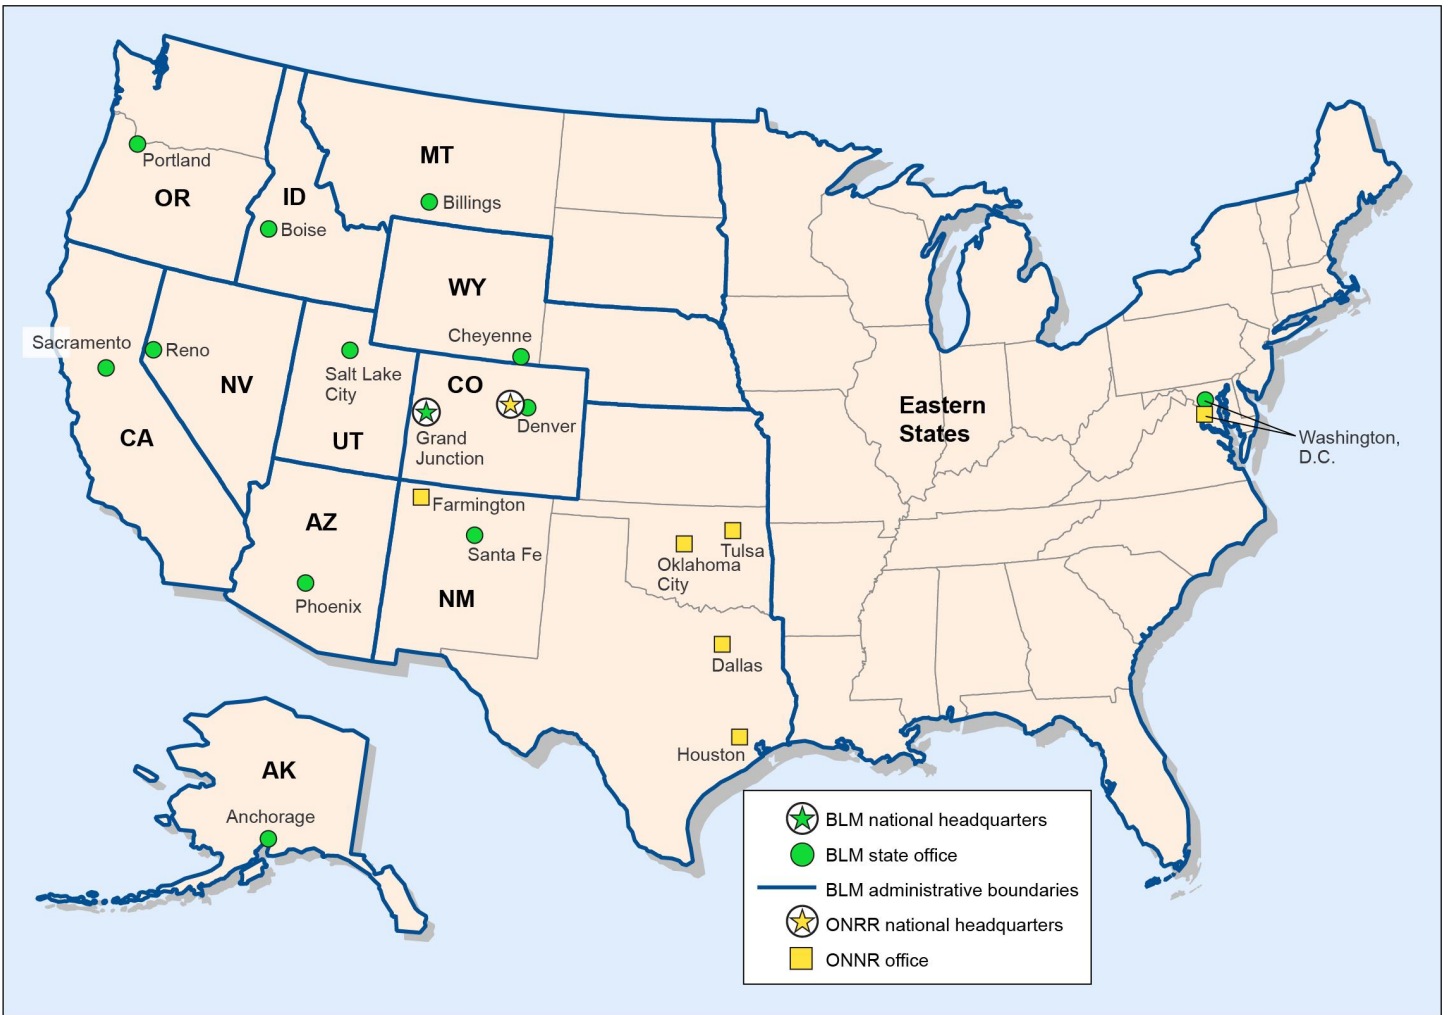 MT
Portland
OR
ID
Billings
Boise
WY
Cheyenne
Sacramento
Reno
Salt Lake
City
NV
CO
Denver
Grand
Junction
CA
UT
Eastern
States
Washington,
D.C.
Farmington
AZ
Santa Fe
Tulsa
Oklahoma
City
Phoenix
NM
Dallas
Houston
AK
Anchorage
BLM national headquarters
BLM state office
BLM administrative boundaries
ONRR national headquarters
ONNR office